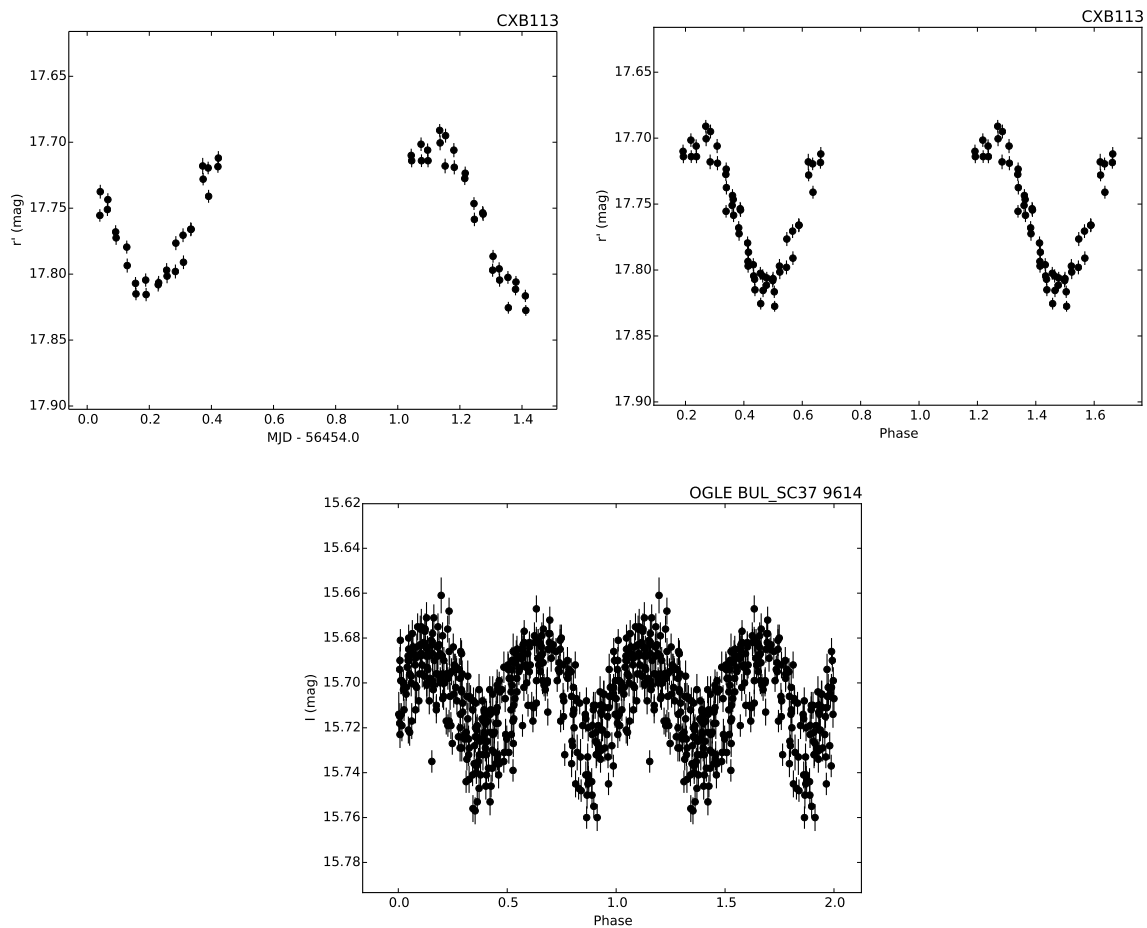 CXB113
17.65
17.70
17.75
17.80
17.85
17.90
r' (mag)
0.0 0.2 0.4 0.6 0.8 1.0 1.2 1.4
MJD - 56454.0
CXB113
17.65
17.70
17.75
17.80
17.85
17.90
r' (mag)
0.2 0.4 0.6 0.8 1.0 1.2 1.4 1.6
Phase
OGLE BUL_SC37 9614
15.62
15.64
15.66
15.68
15.70
15.72
15.74
15.76
15.78
I (mag)
0.0 0.5 1.0 1.5 2.0
Phase